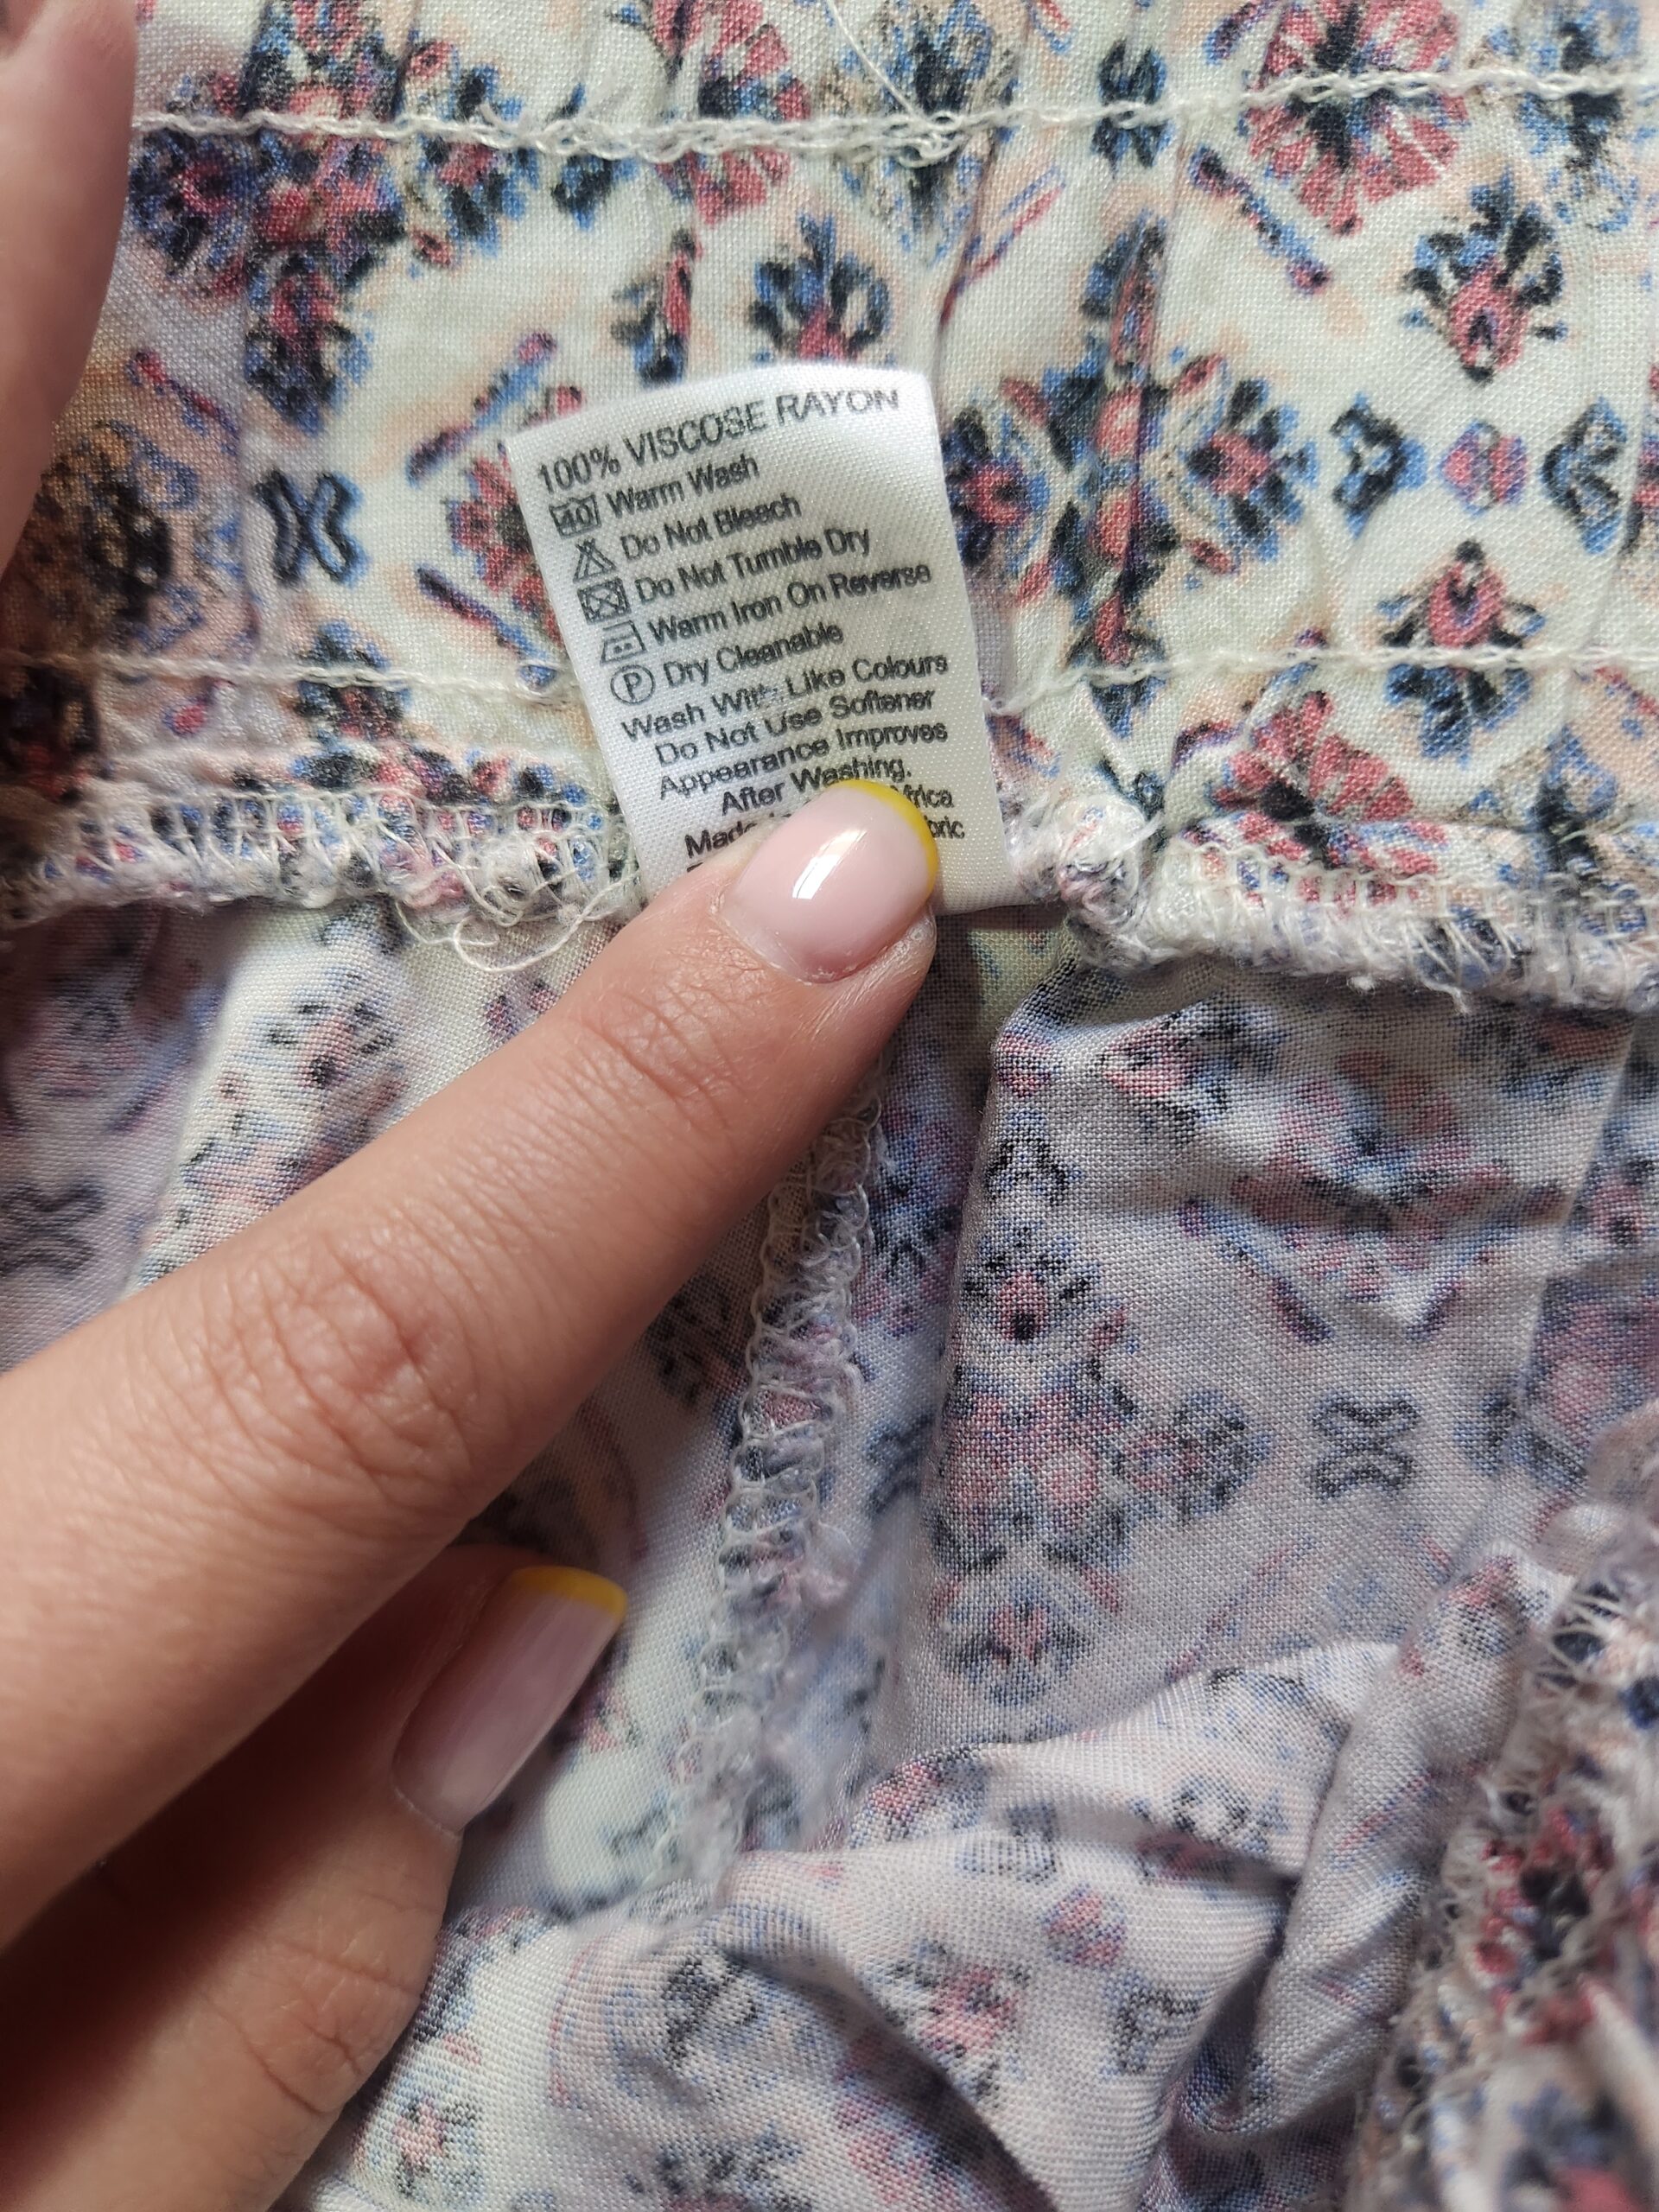 100% VISCOSE RAYON
40 Warm Wash
Do Not Bleach
Do Not Tumble Dry
Warm Iron On Reverse
P Dry Cleanable
Wash With Like Colours
Do Not Use Softener
Appearance Improves
After Washing.